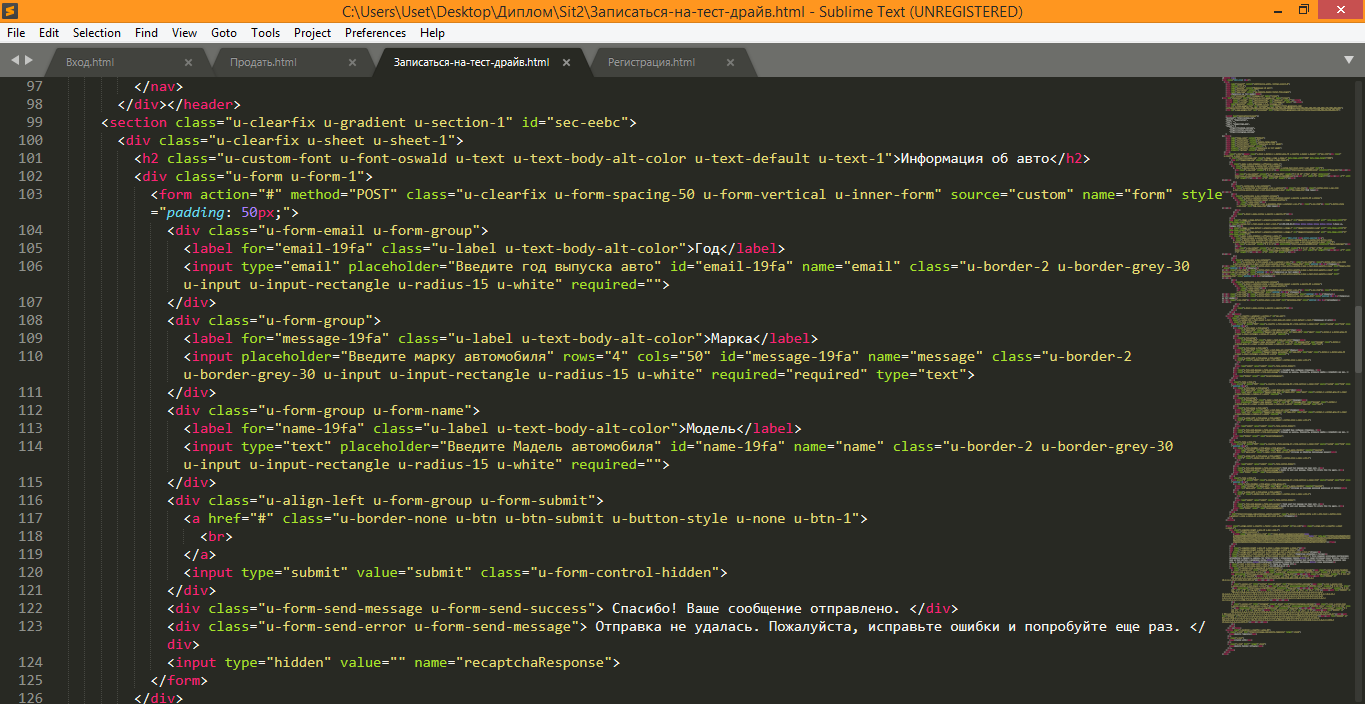 C:\Users\Uset\Desktop\Диплом\Sit2\Записаться-на-тест-драйв.html - Sublime Text (UNREGISTERED)
File Edit Selection Find View Goto Tools Project Preferences Help
Вход.html Продать.html Записаться-на-тест-драйв.html Регистрация.html
97 </nav>
98 </div></header>
99 <section class="u-clearfix u-gradient u-section-1" id="sec-eebc">
100 <div class="u-clearfix u-sheet u-sheet-1">
101 <h2 class="u-custom-font u-font-oswald u-text u-text-body-alt-color u-text-default u-text-1">Информация об авто</h2>
102 <div class="u-form u-form-1">
103 <form action="#" method="POST" class="u-clearfix u-form-spacing-50 u-form-vertical u-inner-form" source="custom" name="form" style
="padding: 50px;">
104 <div class="u-form-email u-form-group">
105 <label for="email-19fa" class="u-label u-text-body-alt-color">Год</label>
106 <input type="email" placeholder="Введите год выпуска авто" id="email-19fa" name="email" class="u-border-2 u-border-grey-30
u-input u-input-rectangle u-radius-15 u-white" required="">
107 </div>
108 <div class="u-form-group">
109 <label for="message-19fa" class="u-label u-text-body-alt-color">Марка</label>
110 <input placeholder="Введите марку автомобиля" rows="4" cols="50" id="message-19fa" name="message" class="u-border-2
u-border-grey-30 u-input u-input-rectangle u-radius-15 u-white" required="required" type="text">
111 </div>
112 <div class="u-form-group u-form-name">
113 <label for="name-19fa" class="u-label u-text-body-alt-color">Модель</label>
114 <input type="text" placeholder="Введите Мадель автомобиля" id="name-19fa" name="name" class="u-border-2 u-border-grey-30
u-input u-input-rectangle u-radius-15 u-white" required="">
115 </div>
116 <div class="u-align-left u-form-group u-form-submit">
117 <a href="#" class="u-border-none u-btn u-btn-submit u-button-style u-none u-btn-1">
118 <br>
119 </a>
120 <input type="submit" value="submit" class="u-form-control-hidden">
121 </div>
122 <div class="u-form-send-message u-form-send-success"> Спасибо! Ваше сообщение отправлено. </div>
123 <div class="u-form-send-error u-form-send-message"> Отправка не удалась. Пожалуйста, исправьте ошибки и попробуйте еще раз. </
div>
124 <input type="hidden" value="" name="recaptchaResponse">
125 </form>
126 </div>